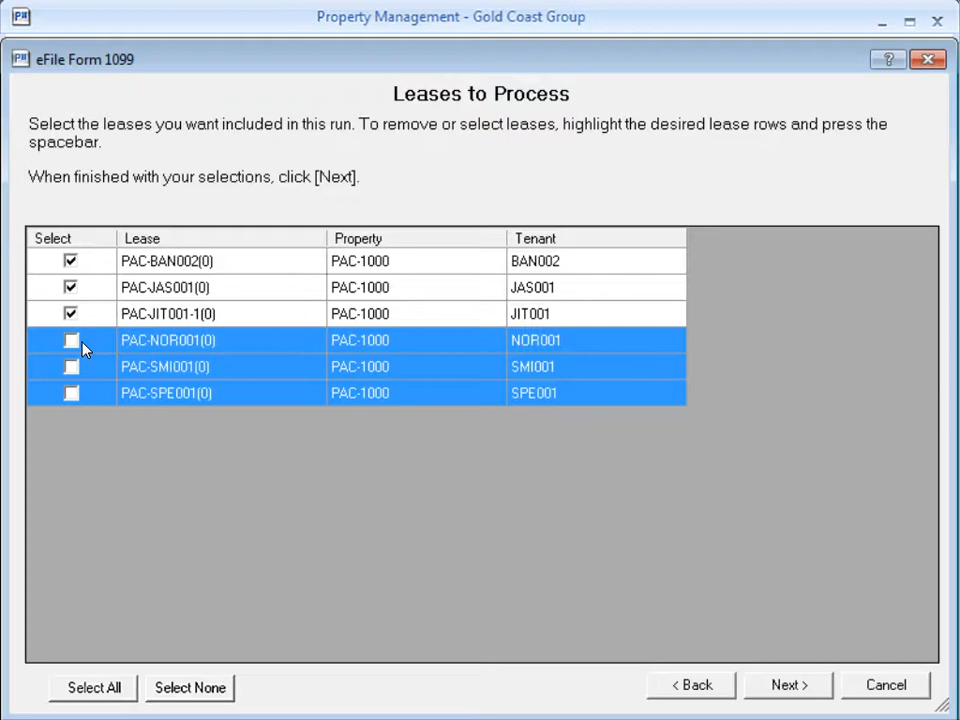 Property Management - Gold Coast Group
eFile Form 1099
Leases to Process
Select the leases you want included in this run. To remove or select leases, highlight the desired lease rows and press the
spacebar.
When finished with your selections, click [Next].
Select Lease Property Tenant
PAC-BAN002(0) PAC-1000 BAN002
PAC-JAS001(0) PAC-1000 JAS001
PAC-JIT001-1(0) PAC-1000 JIT001
PAC-NOR001(0) PAC-1000 NOR001
PAC-SMI001(0) PAC-1000 SMI001
PAC-SPE001(0) PAC-1000 SPE001
Select All Select None < Back Next > Cancel